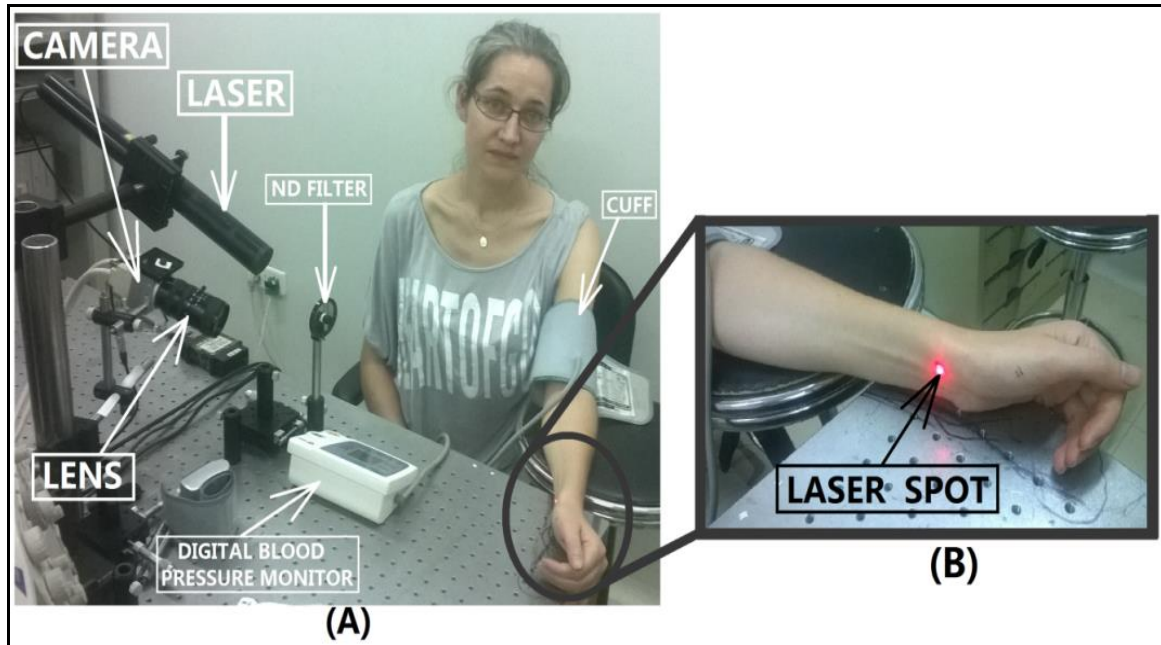 CAMERA
LASER
ND FILTER
CUFF
LENS
DIGITAL BLOOD
PRESSURE MONITOR
(A)
LASER SPOT
(B)